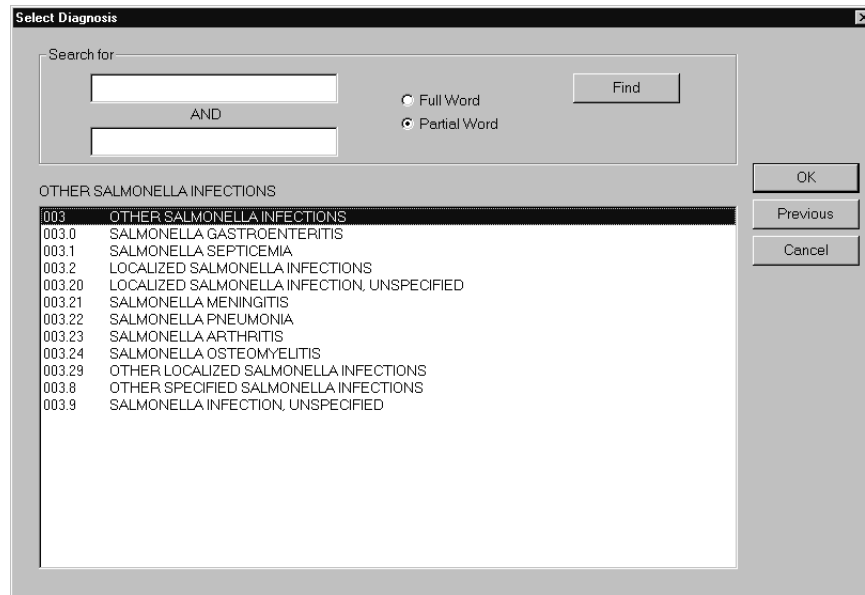 Select Diagnosis
Search for
AND
Full Word
Partial Word
Find
OTHER SALMONELLA INFECTIONS
003 OTHER SALMONELLA INFECTIONS
003.0 SALMONELLA GASTROENTERITIS
003.1 SALMONELLA SEPTICEMIA
003.2 LOCALIZED SALMONELLA INFECTIONS
003.20 LOCALIZED SALMONELLA INFECTION, UNSPECIFIED
003.21 SALMONELLA MENINGITIS
003.22 SALMONELLA PNEUMONIA
003.23 SALMONELLA ARTHRITIS
003.24 SALMONELLA OSTEOMYELITIS
003.29 OTHER LOCALIZED SALMONELLA INFECTIONS
003.8 OTHER SPECIFIED SALMONELLA INFECTIONS
003.9 SALMONELLA INFECTION, UNSPECIFIED
OK
Previous
Cancel